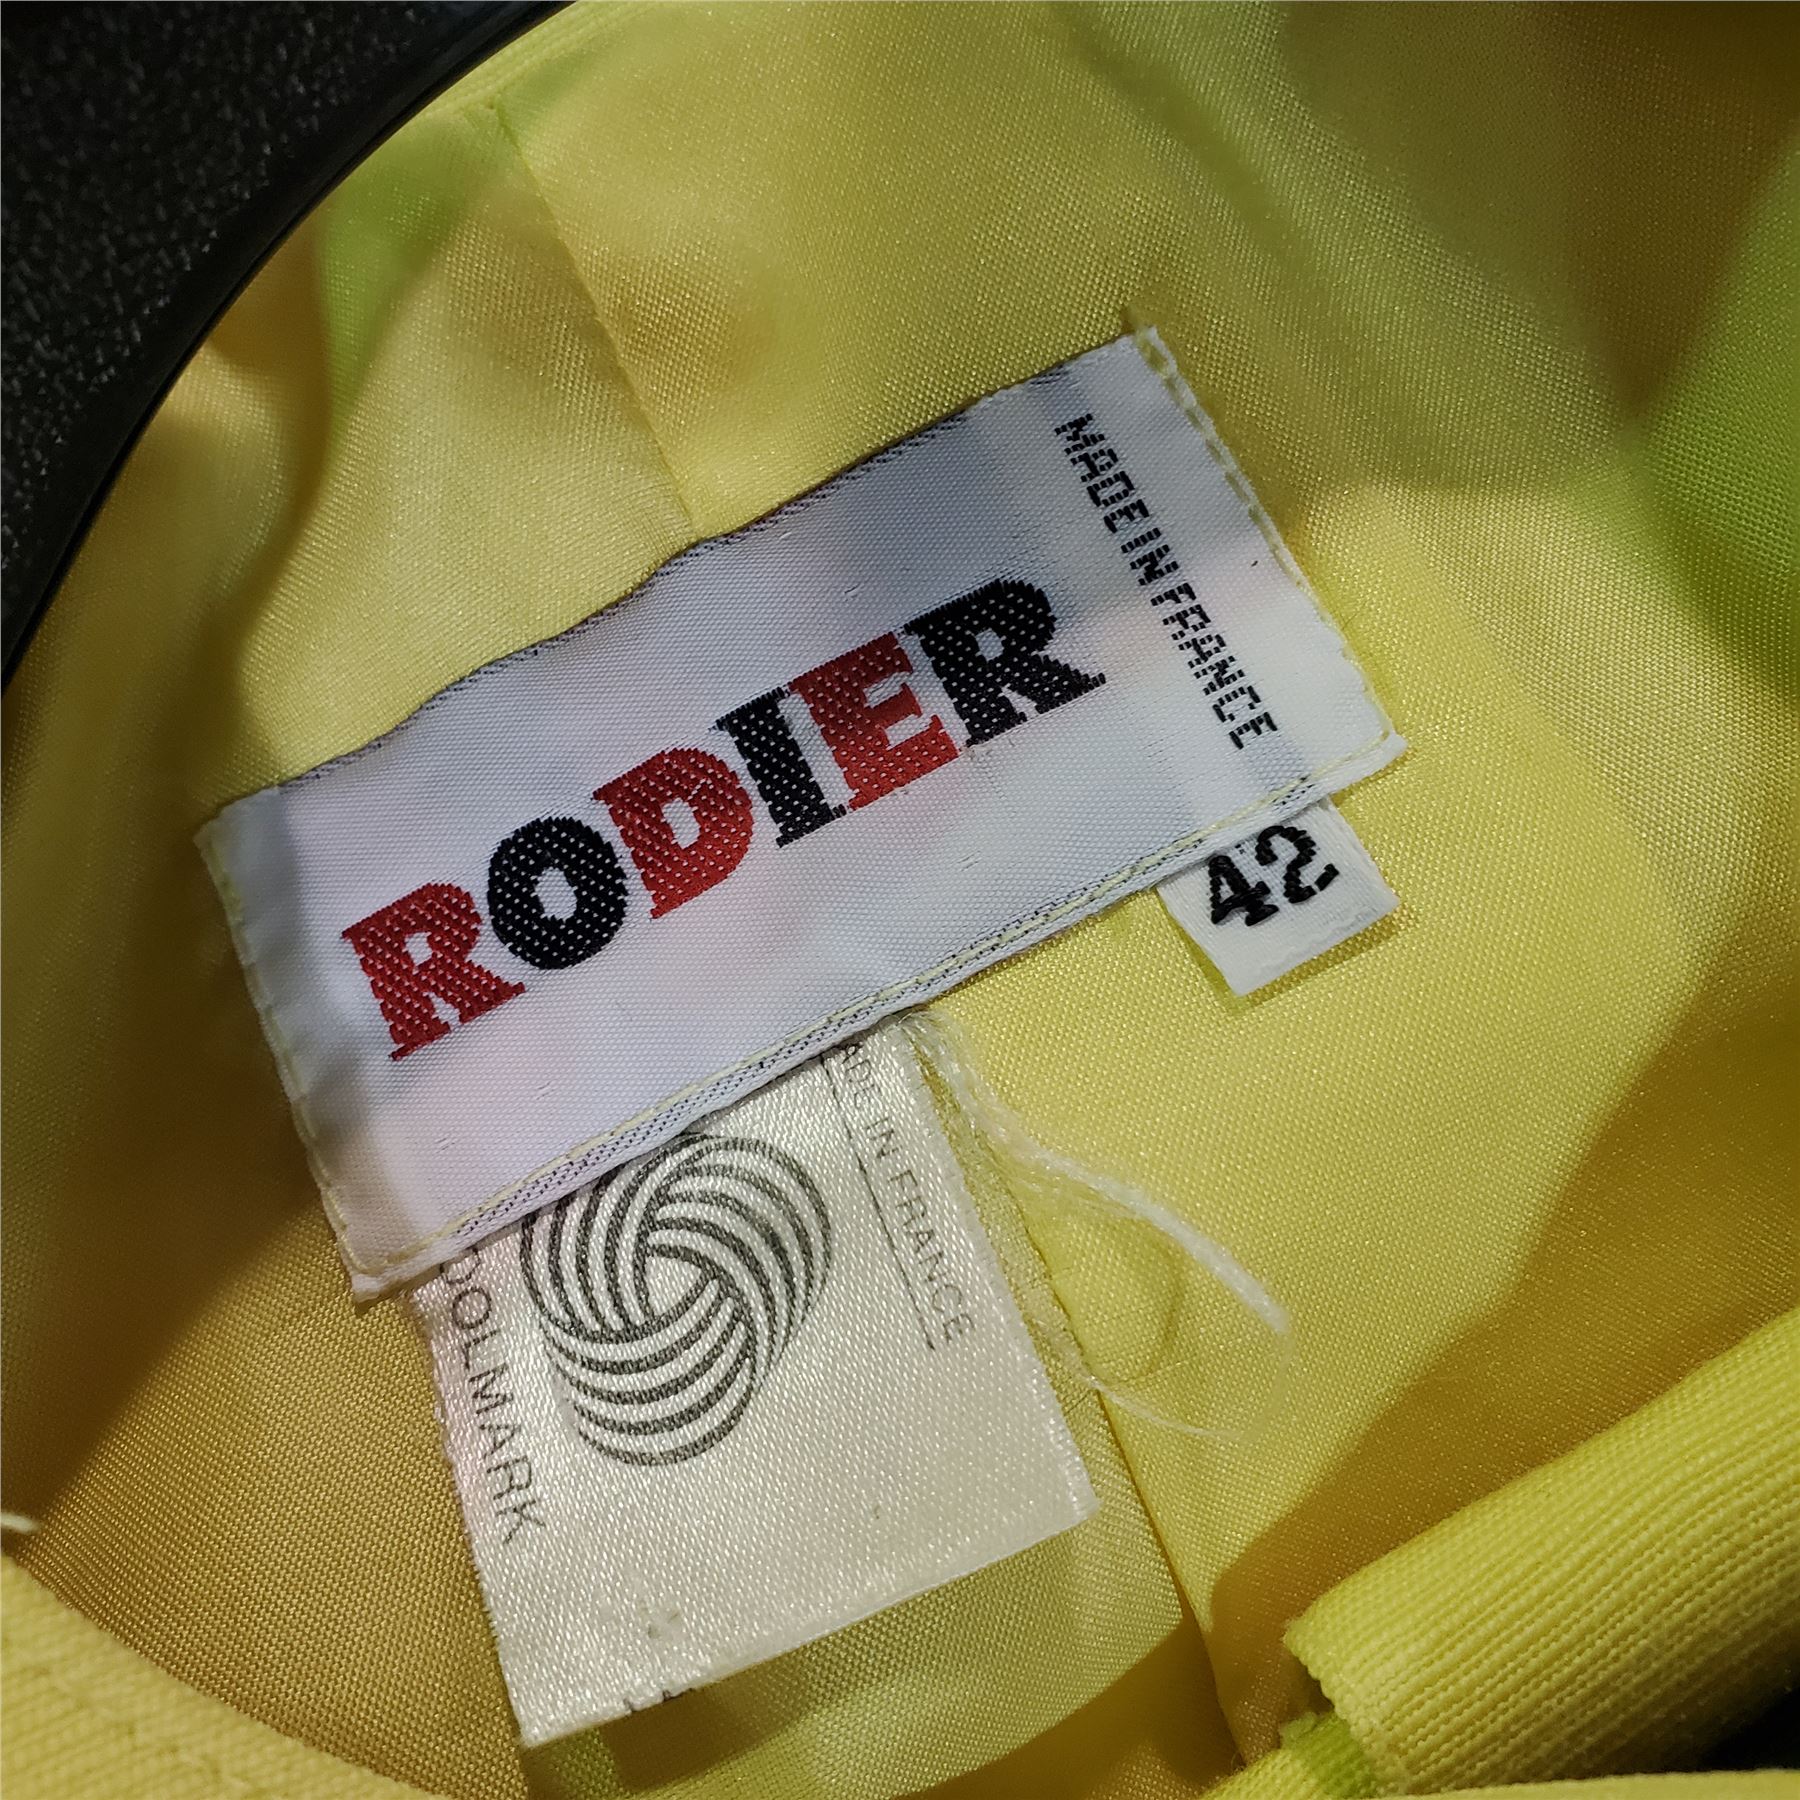 RODIER
MADE IN FRANCE
42
ADE IN FRANCE
OOLMARK